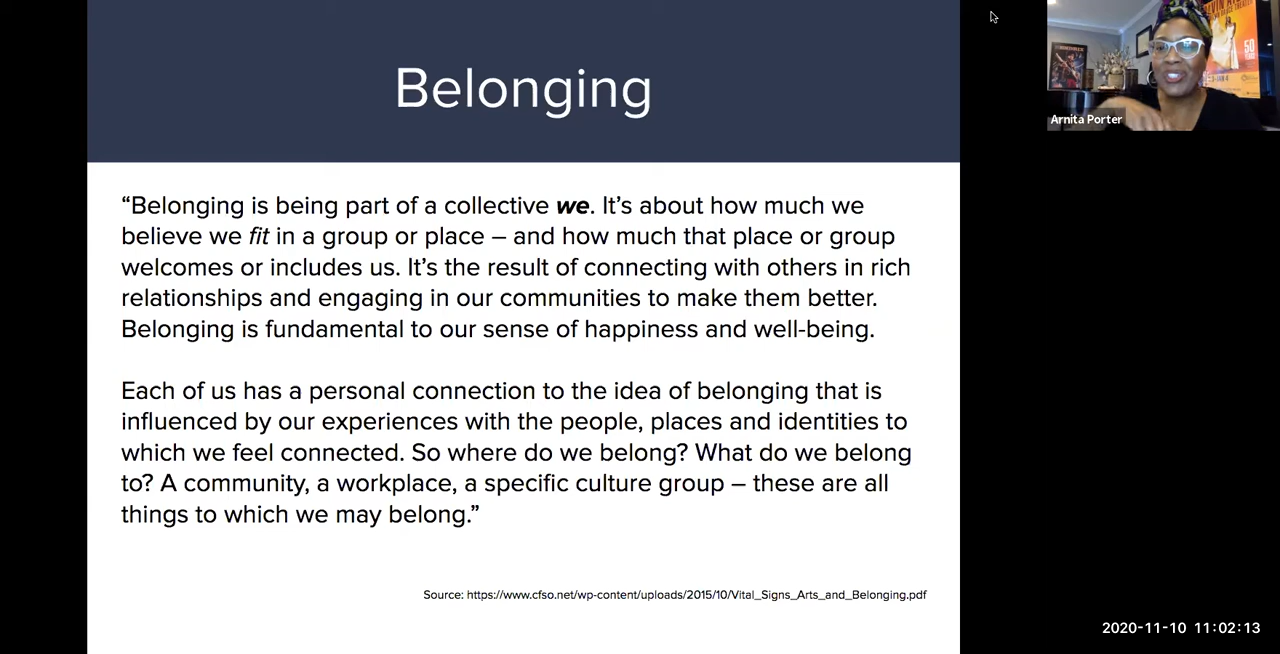 Belonging
“Belonging is being part of a collective we. It’s about how much we
believe we fit in a group or place – and how much that place or group
welcomes or includes us. It’s the result of connecting with others in rich
relationships and engaging in our communities to make them better.
Belonging is fundamental to our sense of happiness and well-being.
Each of us has a personal connection to the idea of belonging that is
influenced by our experiences with the people, places and identities to
which we feel connected. So where do we belong? What do we belong
to? A community, a workplace, a specific culture group – these are all
things to which we may belong.”
Source: https://www.cfso.net/wp-content/uploads/2015/10/Vital_Signs_Arts_and_Belonging.pdf
50
Arnita Porter
2020-11-10 11:02:13